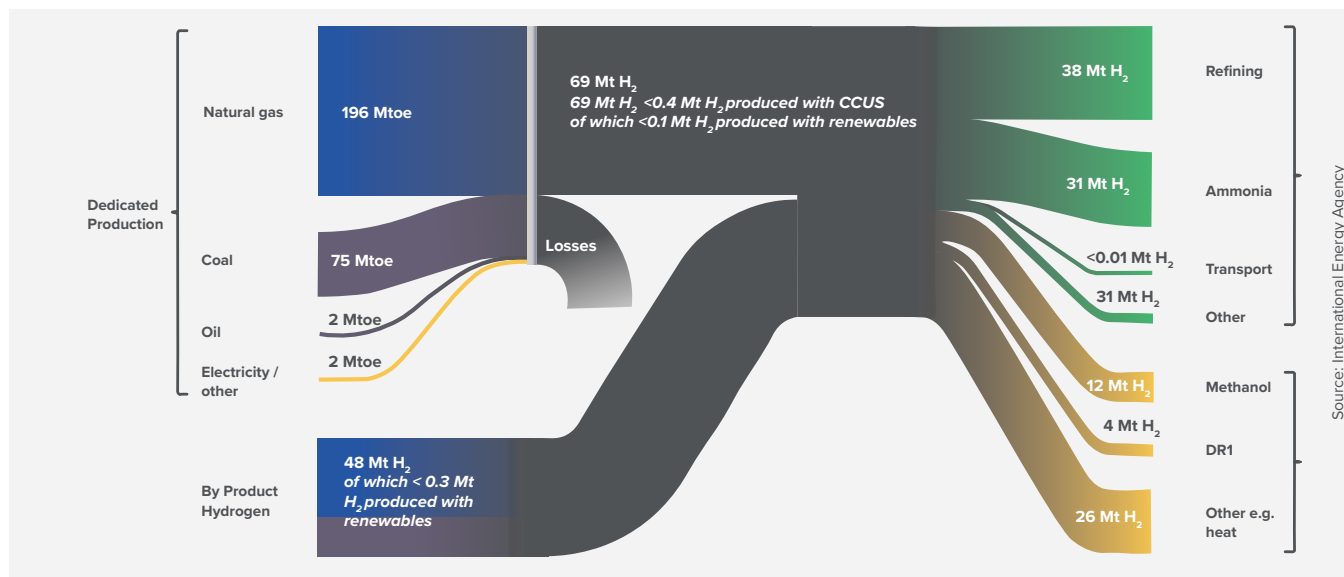 Dedicated
Production
Natural gas
196 Mtoe
Coal
75 Mtoe
Oil
2 Mtoe
Electricity /
other
2 Mtoe
By Product
Hydrogen
48 Mt H2
of which < 0.3 Mt
H2 produced with
renewables
69 Mt H2
69 Mt H2 <0.4 Mt H2 produced with CCUS
of which <0.1 Mt H2 produced with renewables
Losses
38 Mt H2
Refining
31 Mt H2
Ammonia
<0.01 Mt H2
Transport
31 Mt H2
Other
12 Mt H2
Methanol
4 Mt H2
DR1
26 Mt H2
Other e.g.
heat
Source: International Energy Agency